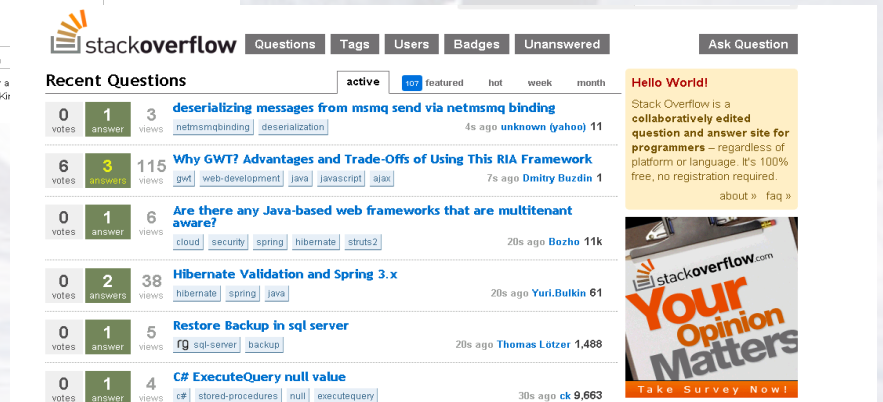 stackoverflow
Questions Tags Users Badges Unanswered Ask Question
Recent Questions
active 107 featured hot week month
0 votes 1 answer 3 views
deserializing messages from msmq send via netmsmq binding
netmsmqbinding deserialization
4s ago unknown (yahoo) 11
6 votes 3 answers 115 views
Why GWT? Advantages and Trade-Offs of Using This RIA Framework
gwt web-development java javascript ajax
7s ago Dmitry Buzdin 1
0 votes 1 answer 6 views
Are there any Java-based web frameworks that are multitenant
aware?
cloud security spring hibernate struts2
20s ago Bozho 11k
0 votes 2 answers 38 views
Hibernate Validation and Spring 3.x
hibernate spring java
20s ago Yuri.Bulkin 61
0 votes 1 answer 5 views
Restore Backup in sql server
rg sql-server backup
20s ago Thomas Lötzer 1,488
0 votes 1 answer 4 views
C# ExecuteQuery null value
c# stored-procedures null executequery
30s ago ck 9,663
Hello World!
Stack Overflow is a
collaboratively edited
question and answer site for
programmers – regardless of
platform or language. It's 100%
free, no registration required.
about » faq »
stackoverflow.com
Your
Opinion
Matters
Take Survey Now!